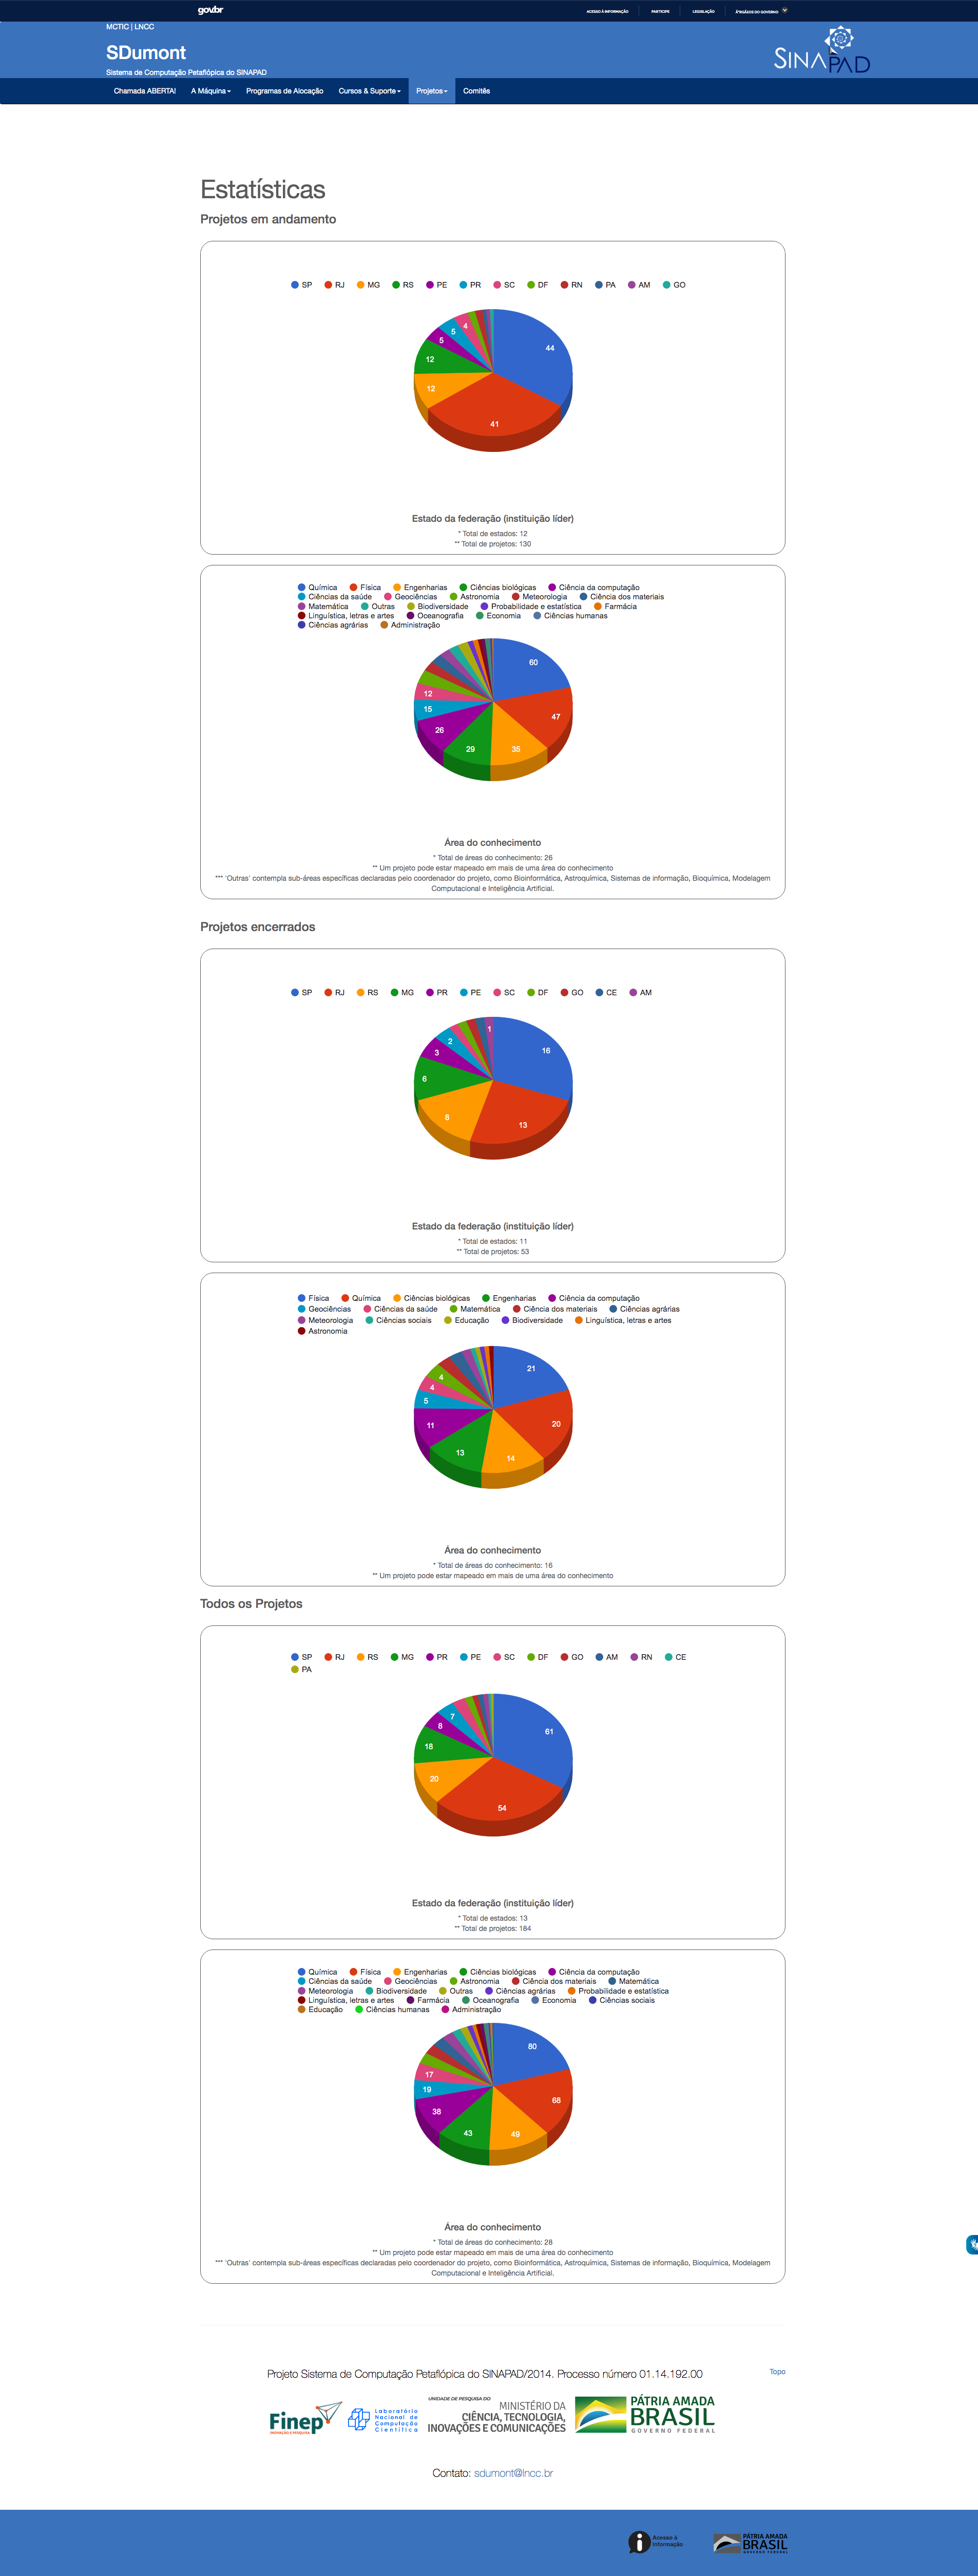 gov.br
ACESSO À INFORMAÇÃO PARTICIPE LEGISLAÇÃO ÃRGÃOS DO GOVERNO
MCTIC | LNCC
SDumont
Sistema de Computação Petaflópica do SINAPAD
SINAPAD
Chamada ABERTA! A Máquina Programas de Alocação Cursos & Suporte Projetos Comitês
Estatísticas
Projetos em andamento
SP RJ MG RS PE PR SC DF RN PA AM GO
44
41
12
12
5
5
4
Estado da federação (instituição líder)
* Total de estados: 12
** Total de projetos: 130
Química Física Engenharias Ciências biológicas Ciência da computação
Ciências da saúde Geociências Astronomia Meteorologia Ciência dos materiais
Matemática Outras Biodiversidade Probabilidade e estatística Farmácia
Linguística, letras e artes Oceanografia Economia Ciências humanas
Ciências agrárias Administração
60
47
35
29
26
15
12
Área do conhecimento
* Total de áreas do conhecimento: 26
** Um projeto pode estar mapeado em mais de uma área do conhecimento
*** 'Outras' contempla sub-áreas específicas declaradas pelo coordenador do projeto, como Bioinformática, Astroquímica, Sistemas de informação, Bioquímica, Modelagem
Computacional e Inteligência Artificial.
Projetos encerrados
SP RJ RS MG PR PE SC DF GO CE AM
16
13
8
6
3
2
1
Estado da federação (instituição líder)
* Total de estados: 11
** Total de projetos: 53
Física Química Ciências biológicas Engenharias Ciência da computação
Geociências Ciências da saúde Matemática Ciência dos materiais Ciências agrárias
Meteorologia Ciências sociais Educação Biodiversidade Linguística, letras e artes
Astronomia
21
20
14
13
11
5
4
4
Área do conhecimento
* Total de áreas do conhecimento: 16
** Um projeto pode estar mapeado em mais de uma área do conhecimento
Todos os Projetos
SP RJ RS MG PR PE SC DF GO AM RN CE
PA
61
54
20
18
8
7
Estado da federação (instituição líder)
* Total de estados: 13
** Total de projetos: 184
Química Física Engenharias Ciências biológicas Ciência da computação
Ciências da saúde Geociências Astronomia Ciência dos materiais Matemática
Meteorologia Biodiversidade Outras Ciências agrárias Probabilidade e estatística
Linguística, letras e artes Farmácia Oceanografia Economia Ciências sociais
Educação Ciências humanas Administração
80
68
49
43
38
19
17
Área do conhecimento
* Total de áreas do conhecimento: 28
** Um projeto pode estar mapeado em mais de uma área do conhecimento
*** 'Outras' contempla sub-áreas específicas declaradas pelo coordenador do projeto, como Bioinformática, Astroquímica, Sistemas de informação, Bioquímica, Modelagem
Computacional e Inteligência Artificial.
Projeto Sistema de Computação Petaflópica do SINAPAD/2014. Processo número 01.14.192.00
Topo
Finep
INOVAÇÃO E PESQUISA
Laboratório
Nacional de
Computação
Científica
UNIDADE DE PESQUISA DO
MINISTÉRIO DA
CIÊNCIA, TECNOLOGIA,
INOVAÇÕES E COMUNICAÇÕES
PÁTRIA AMADA
BRASIL
GOVERNO FEDERAL
Contato: sdumont@lncc.br
Acesso à
Informação
PÁTRIA AMADA
BRASIL
GOVERNO FEDERAL